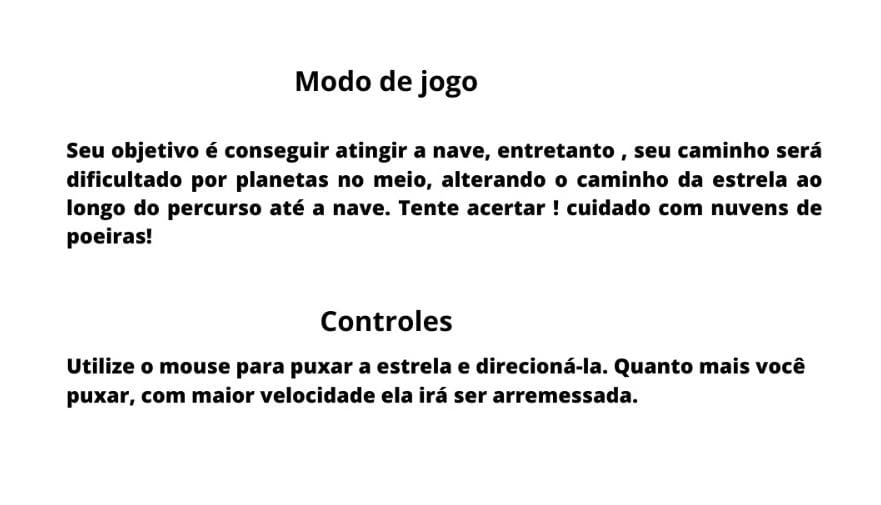 Modo de jogo
Seu objetivo é conseguir atingir a nave, entretanto , seu caminho será
dificultado por planetas no meio, alterando o caminho da estrela ao
longo do percurso até a nave. Tente acertar ! cuidado com nuvens de
poeiras!
Controles
Utilize o mouse para puxar a estrela e direcioná-la. Quanto mais você
puxar, com maior velocidade ela irá ser arremessada.